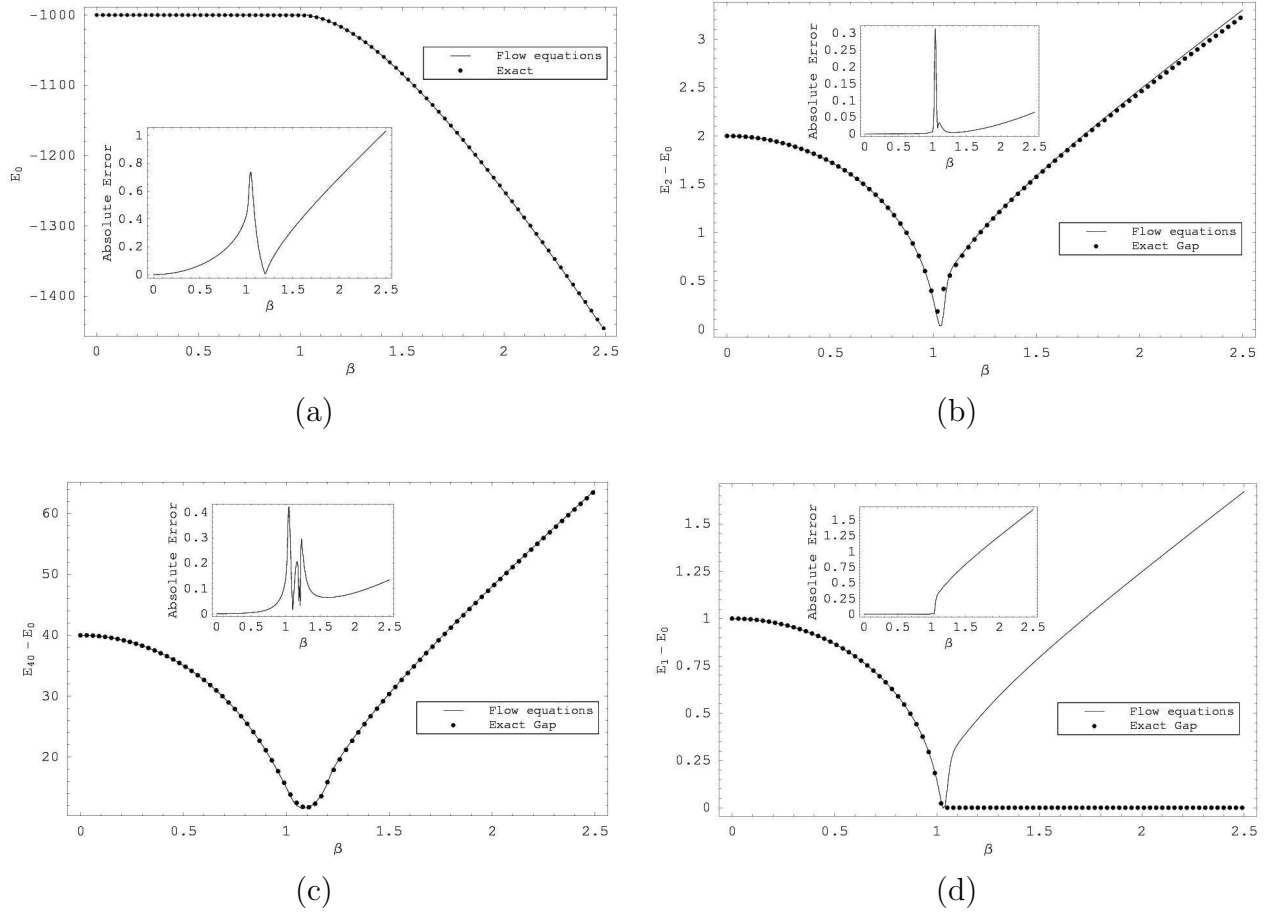 -1000
-1100
-1200
-1300
-1400
E0
0 0.5 1 1.5 2 2.5
β
Flow equations
Exact
1
0.8
0.6
0.4
0.2
0
Absolute Error
0 0.5 1 1.5 2 2.5
β
(a)
3
2.5
2
1.5
1
0.5
0
E2 − E0
0 0.5 1 1.5 2 2.5
β
Flow equations
Exact Gap
0.3
0.25
0.2
0.15
0.1
0.05
0
Absolute Error
0 0.5 1 1.5 2 2.5
β
(b)
60
50
40
30
20
E40 − E0
0 0.5 1 1.5 2 2.5
β
Flow equations
Exact Gap
0.4
0.3
0.2
0.1
0
Absolute Error
0 0.5 1 1.5 2 2.5
β
(c)
1.5
1.25
1
0.75
0.5
0.25
0
E1 − E0
0 0.5 1 1.5 2 2.5
β
Flow equations
Exact Gap
1.5
1.25
1
0.75
0.5
0.25
0
Absolute Error
0 0.5 1 1.5 2 2.5
β
(d)